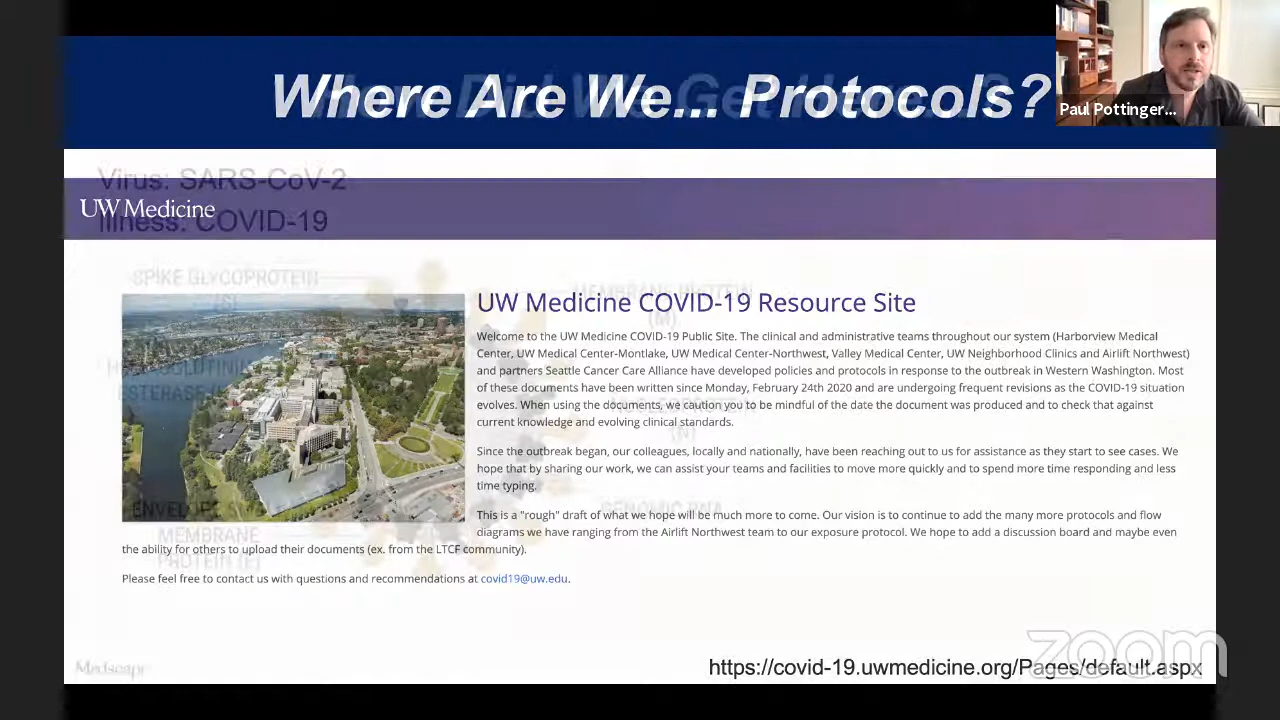 Where Are We... Protocols?
Paul Pottinger...
Virus: SARS-CoV-2
UW Medicine
Illness: COVID-19
SPIKE GLYCOPROTEIN
(S)
MEMBRANE PROTEIN
(M)
UW Medicine COVID-19 Resource Site
Welcome to the UW Medicine COVID-19 Public Site. The clinical and administrative teams throughout our system (Harborview Medical
Center, UW Medical Center-Montlake, UW Medical Center-Northwest, Valley Medical Center, UW Neighborhood Clinics and Airlift Northwest)
and partners Seattle Cancer Care Alliance have developed policies and protocols in response to the outbreak in Western Washington. Most
of these documents have been written since Monday, February 24th 2020 and are undergoing frequent revisions as the COVID-19 situation
evolves. When using the documents, we caution you to be mindful of the date the document was produced and to check that against
current knowledge and evolving clinical standards.
(N)
Since the outbreak began, our colleagues, locally and nationally, have been reaching out to us for assistance as they start to see cases. We
hope that by sharing our work, we can assist your teams and facilities to move more quickly and to spend more time responding and less
time typing.
This is a "rough" draft of what we hope will be much more to come. Our vision is to continue to add the many more protocols and flow
diagrams we have ranging from the Airlift Northwest team to our exposure protocol. We hope to add a discussion board and maybe even
the ability for others to upload their documents (ex. from the LTCF community).
GENOMIC RNA
MEMBRANE
PROTEIN (E)
Please feel free to contact us with questions and recommendations at covid19@uw.edu.
Medscape
https://covid-19.uwmedicine.org/Pages/default.aspx
zoom